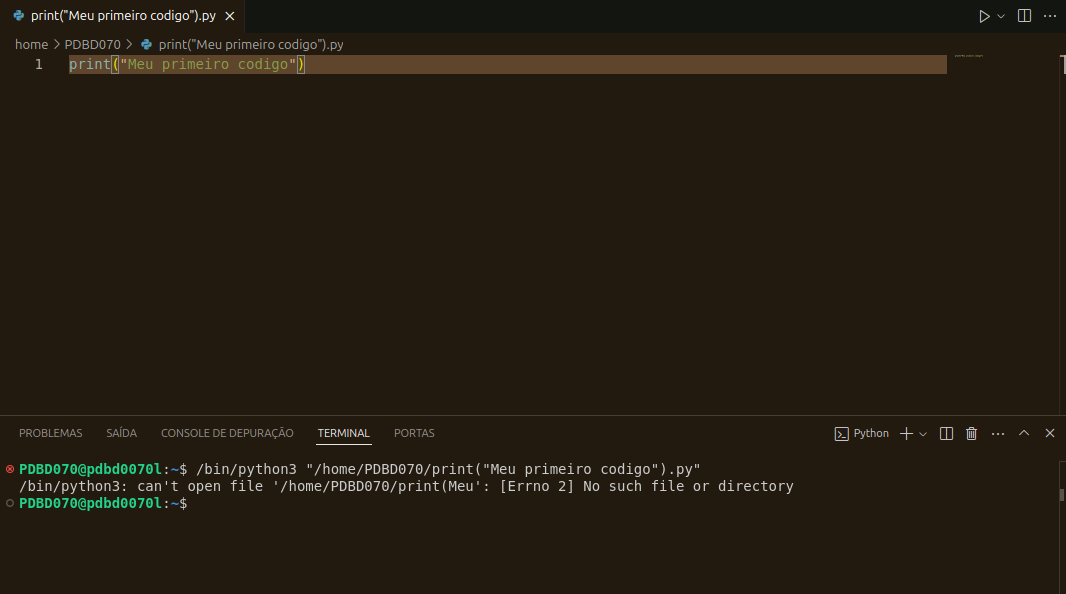 print("Meu primeiro codigo").py
home > PDBD070 > print("Meu primeiro codigo").py
1 print("Meu primeiro codigo")
PROBLEMAS SAÍDA CONSOLE DE DEPURAÇÃO TERMINAL PORTAS Python
PDBD070@pdbd0070l:~$ /bin/python3 "/home/PDBD070/print("Meu primeiro codigo").py"
/bin/python3: can't open file '/home/PDBD070/print(Meu': [Errno 2] No such file or directory
PDBD070@pdbd0070l:~$